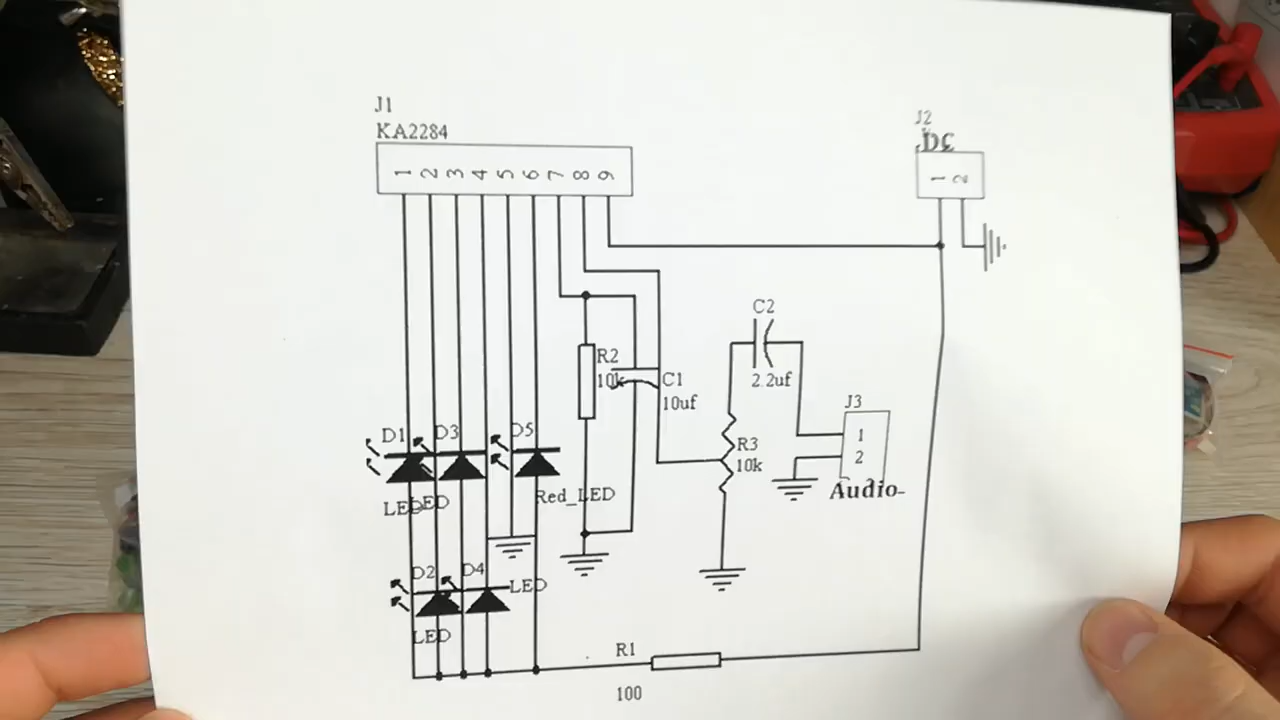 J1
KA2284
1 2 3 4 5 6 7 8 9
J2
DC
1 2
C2
2.2uf
R2
10k
C1
10uf
J3
1
2
Audio-
R3
10k
D1
D3
D5
LED
LED
Red_LED
D2
D4
LED
LED
R1
100